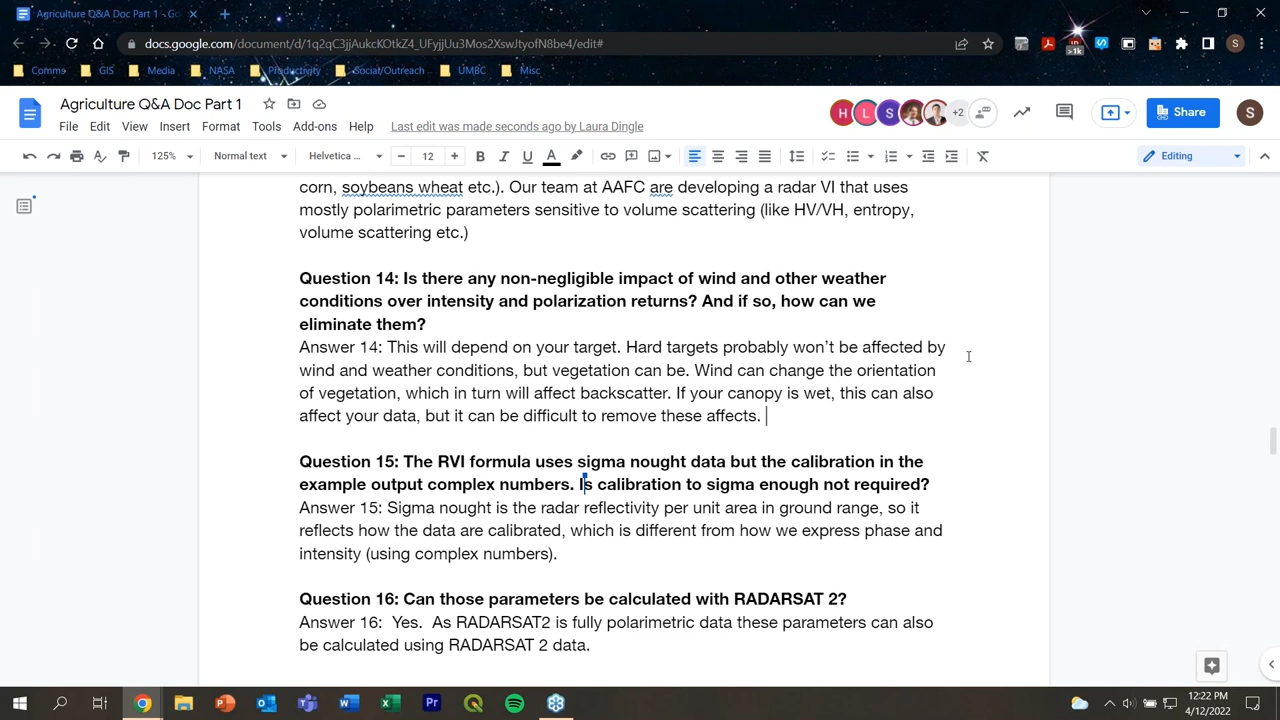 Agriculture Q&A Doc Part 1 - Go
docs.google.com/document/d/1q2qC3jjAukcKOtkZ4_UFyjjUu3Mos2XswJtyofN8be4/edit#
>1k
S
Comms GIS Media NASA Productivity Social/Outreach UMBC Misc
Agriculture Q&A Doc Part 1
H L S +2
Share
S
File Edit View Insert Format Tools Add-ons Help Last edit was made seconds ago by Laura Dingle
125% Normal text Helvetica ... 12 B I U A Editing
corn, soybeans wheat etc.). Our team at AAFC are developing a radar VI that uses
mostly polarimetric parameters sensitive to volume scattering (like HV/VH, entropy,
volume scattering etc.)
Question 14: Is there any non-negligible impact of wind and other weather
conditions over intensity and polarization returns? And if so, how can we
eliminate them?
Answer 14: This will depend on your target. Hard targets probably won't be affected by
wind and weather conditions, but vegetation can be. Wind can change the orientation
of vegetation, which in turn will affect backscatter. If your canopy is wet, this can also
affect your data, but it can be difficult to remove these affects.
Question 15: The RVI formula uses sigma nought data but the calibration in the
example output complex numbers. Is calibration to sigma enough not required?
Answer 15: Sigma nought is the radar reflectivity per unit area in ground range, so it
reflects how the data are calibrated, which is different from how we express phase and
intensity (using complex numbers).
Question 16: Can those parameters be calculated with RADARSAT 2?
Answer 16:  Yes.  As RADARSAT2 is fully polarimetric data these parameters can also
be calculated using RADARSAT 2 data.
12:22 PM
4/12/2022